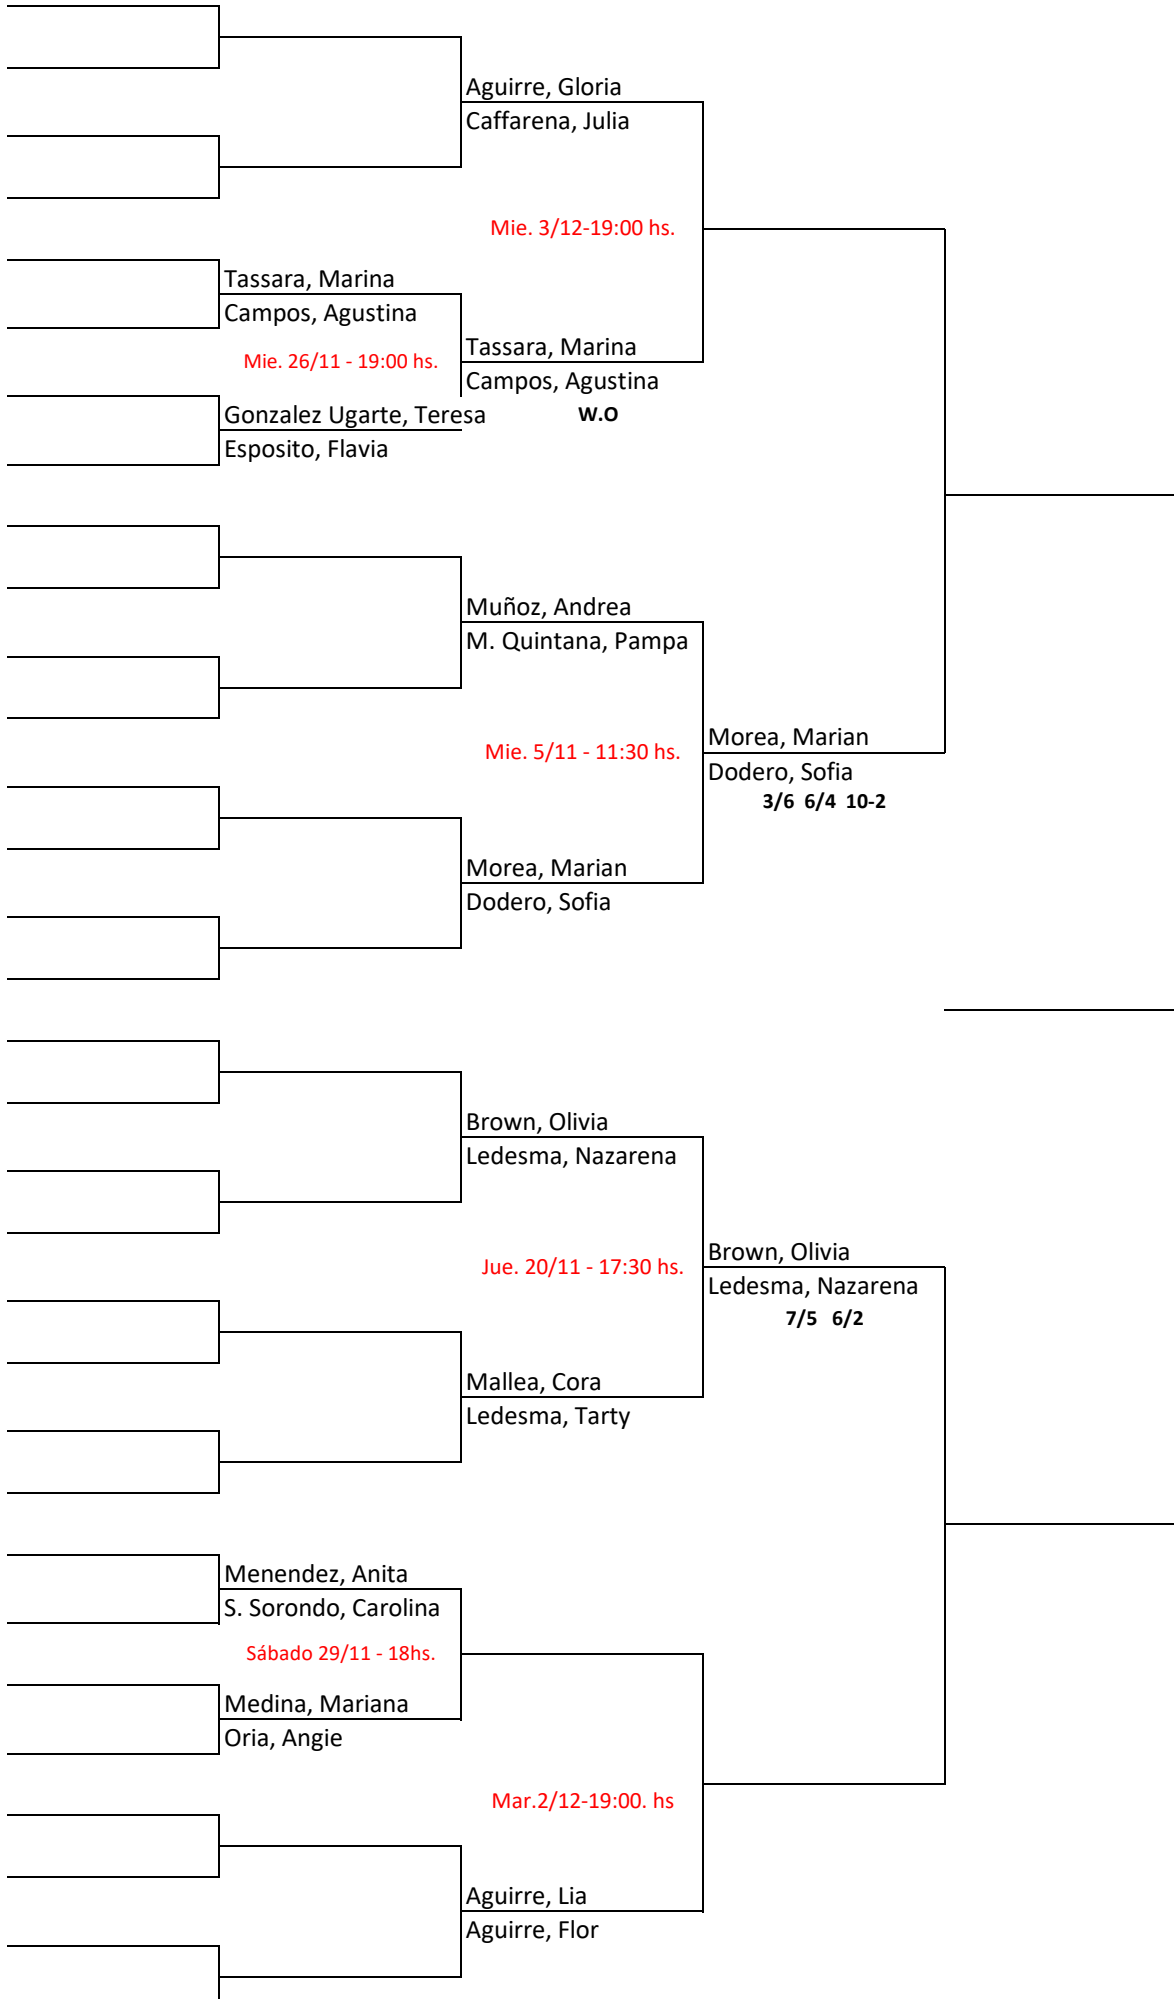 Aguirre, Gloria
Caffarena, Julia
Mie. 3/12-19:00 hs.
Tassara, Marina
Campos, Agustina
Mie. 26/11 - 19:00 hs.
Tassara, Marina
Campos, Agustina
Gonzalez Ugarte, Teresa
W.O
Esposito, Flavia
Muñoz, Andrea
M. Quintana, Pampa
Mie. 5/11 - 11:30 hs.
Morea, Marian
Dodero, Sofia
3/6 6/4 10-2
Morea, Marian
Dodero, Sofia
Brown, Olivia
Ledesma, Nazarena
Jue. 20/11 - 17:30 hs.
Brown, Olivia
Ledesma, Nazarena
7/5 6/2
Mallea, Cora
Ledesma, Tarty
Menendez, Anita
S. Sorondo, Carolina
Sábado 29/11 - 18hs.
Medina, Mariana
Oria, Angie
Mar.2/12-19:00. hs
Aguirre, Lia
Aguirre, Flor